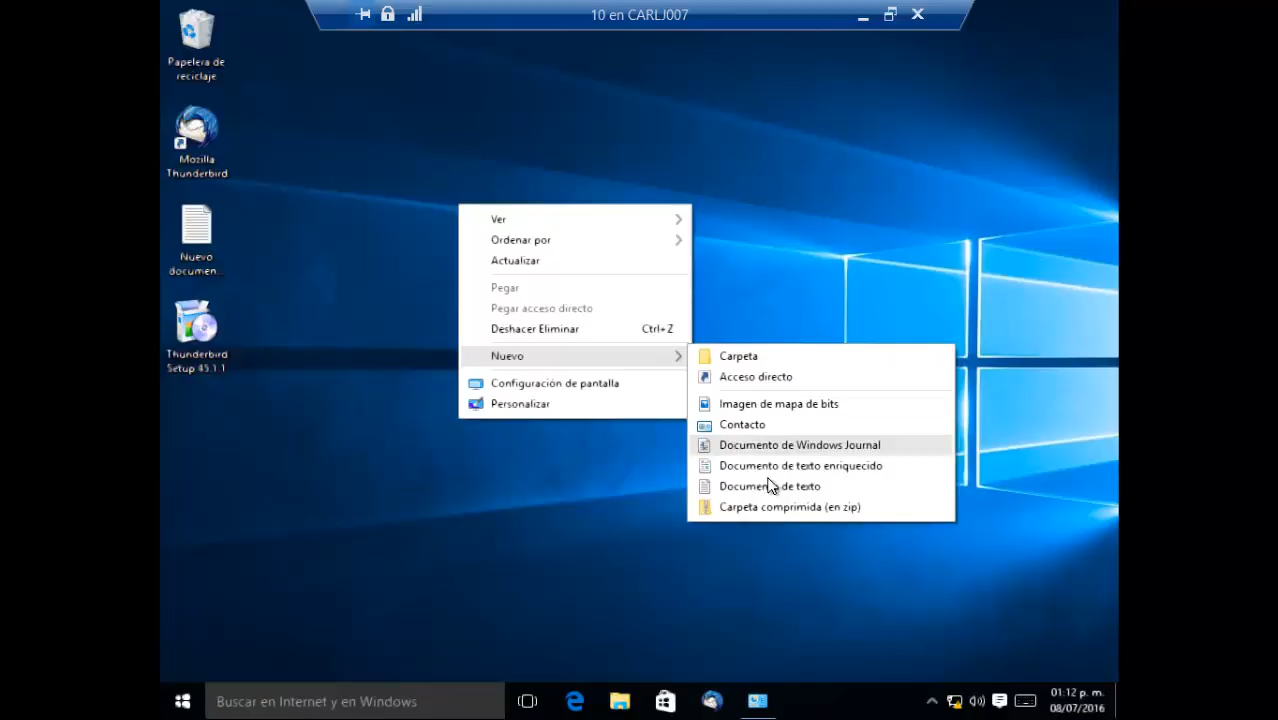 10 en CARLJ007
Papelera de
reciclaje
Mozilla
Thunderbird
Nuevo
documen...
Thunderbird
Setup 45.1.1
Ver
Ordenar por
Actualizar
Pegar
Pegar acceso directo
Deshacer Eliminar Ctrl+Z
Nuevo
Configuración de pantalla
Personalizar
Carpeta
Acceso directo
Imagen de mapa de bits
Contacto
Documento de Windows Journal
Documento de texto enriquecido
Documento de texto
Carpeta comprimida (en zip)
Buscar en Internet y en Windows
01:12 p. m.
08/07/2016